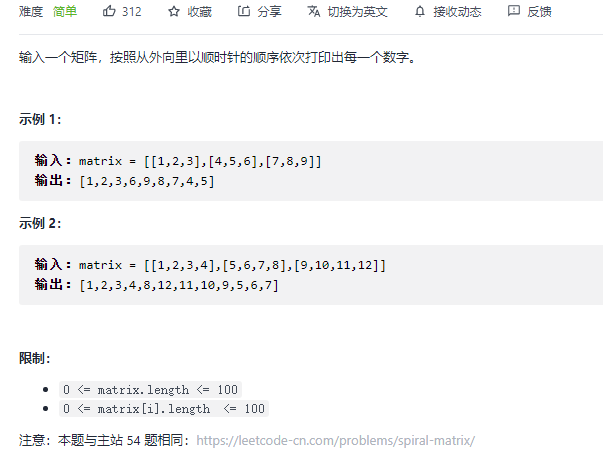 难度 简单 312 收藏 分享 切换为英文 接收动态 反馈
输入一个矩阵，按照从外向里以顺时针的顺序依次打印出每一个数字。
示例 1：
输入：matrix = [[1,2,3],[4,5,6],[7,8,9]]
输出：[1,2,3,6,9,8,7,4,5]
示例 2：
输入：matrix = [[1,2,3,4],[5,6,7,8],[9,10,11,12]]
输出：[1,2,3,4,8,12,11,10,9,5,6,7]
限制：
0 <= matrix.length <= 100
0 <= matrix[i].length <= 100
注意：本题与主站 54 题相同：https://leetcode-cn.com/problems/spiral-matrix/